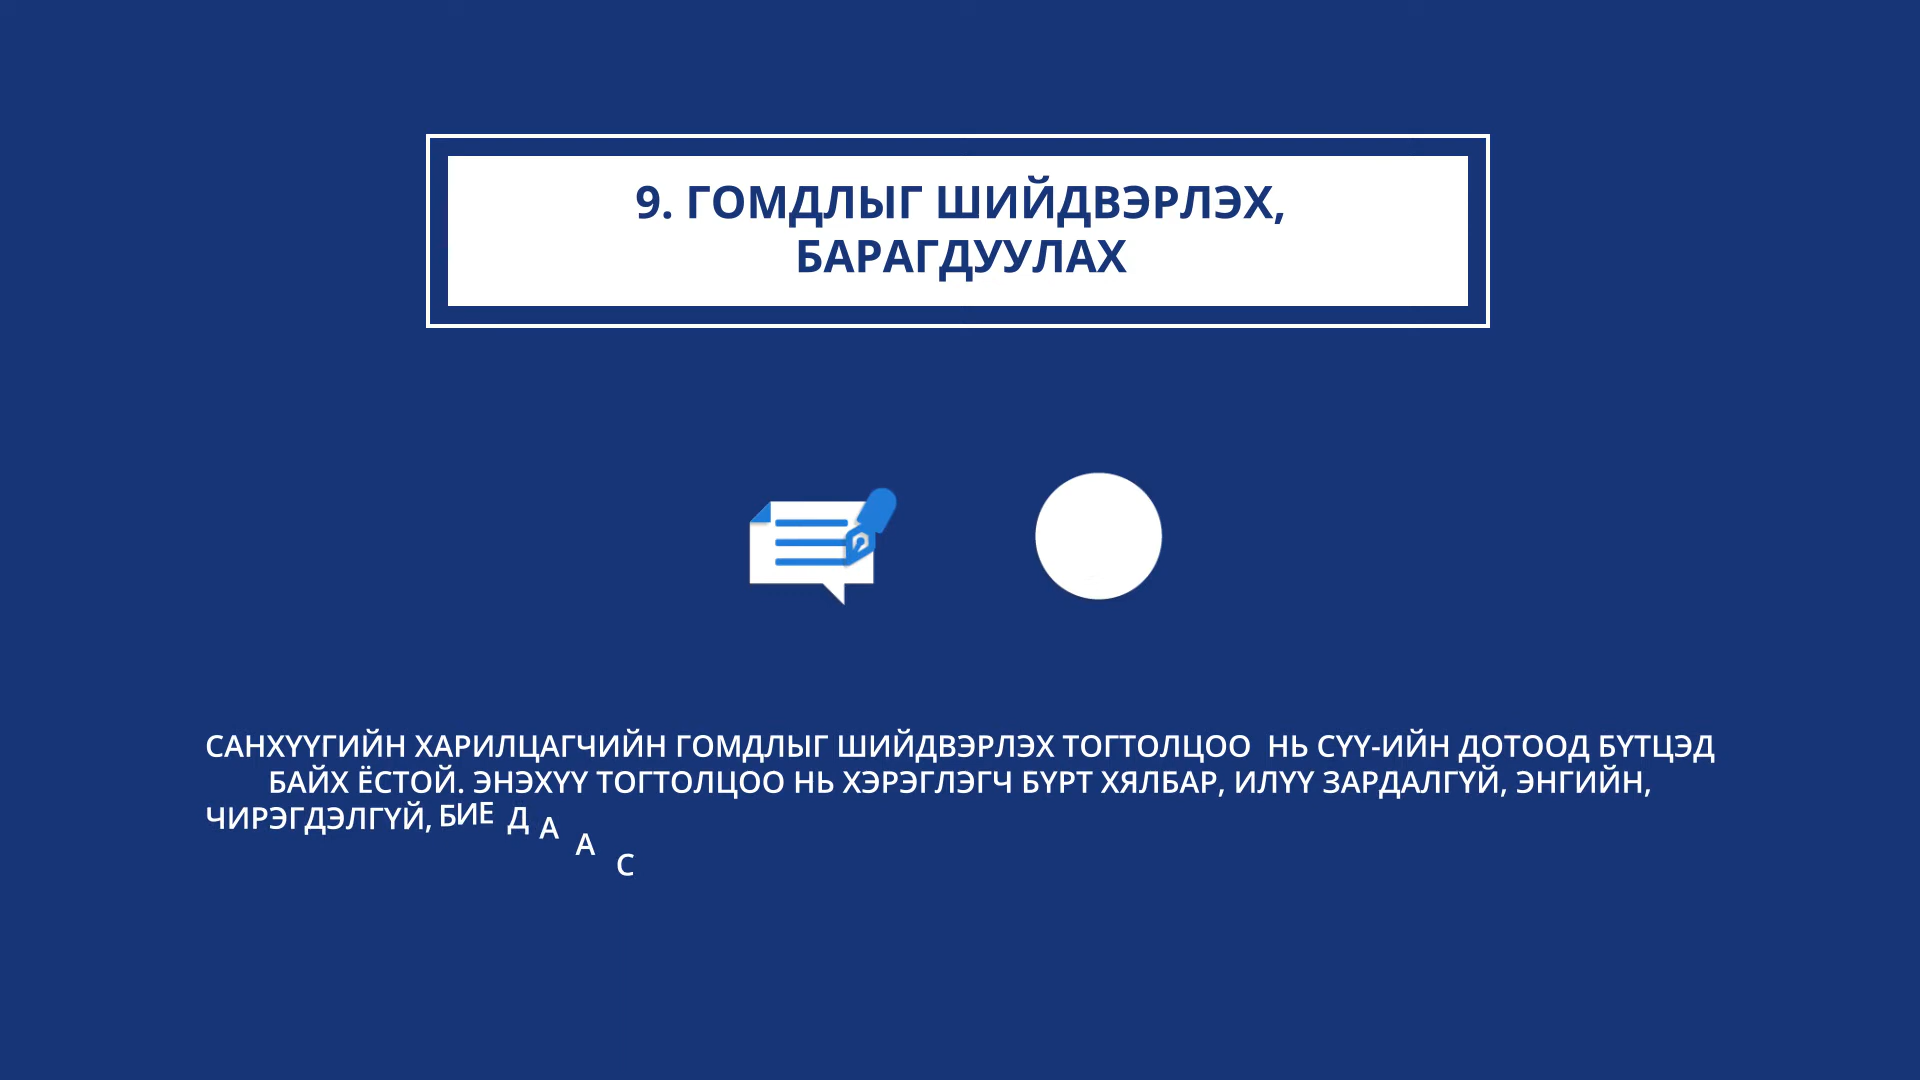 9. ГОМДЛЫГ ШИЙДВЭРЛЭХ,
БАРАГДУУЛАХ
САНХҮҮГИЙН ХАРИЛЦАГЧИЙН ГОМДЛЫГ ШИЙДВЭРЛЭХ ТОГТОЛЦОО НЬ СҮҮ-ИЙН ДОТООД БҮТЦЭД
БАЙХ ЁСТОЙ. ЭНЭХҮҮ ТОГТОЛЦОО НЬ ХЭРЭГЛЭГЧ БҮРТ ХЯЛБАР, ИЛҮҮ ЗАРДАЛГҮЙ, ЭНГИЙН,
ЧИРЭГДЭЛГҮЙ, БИЕДААС